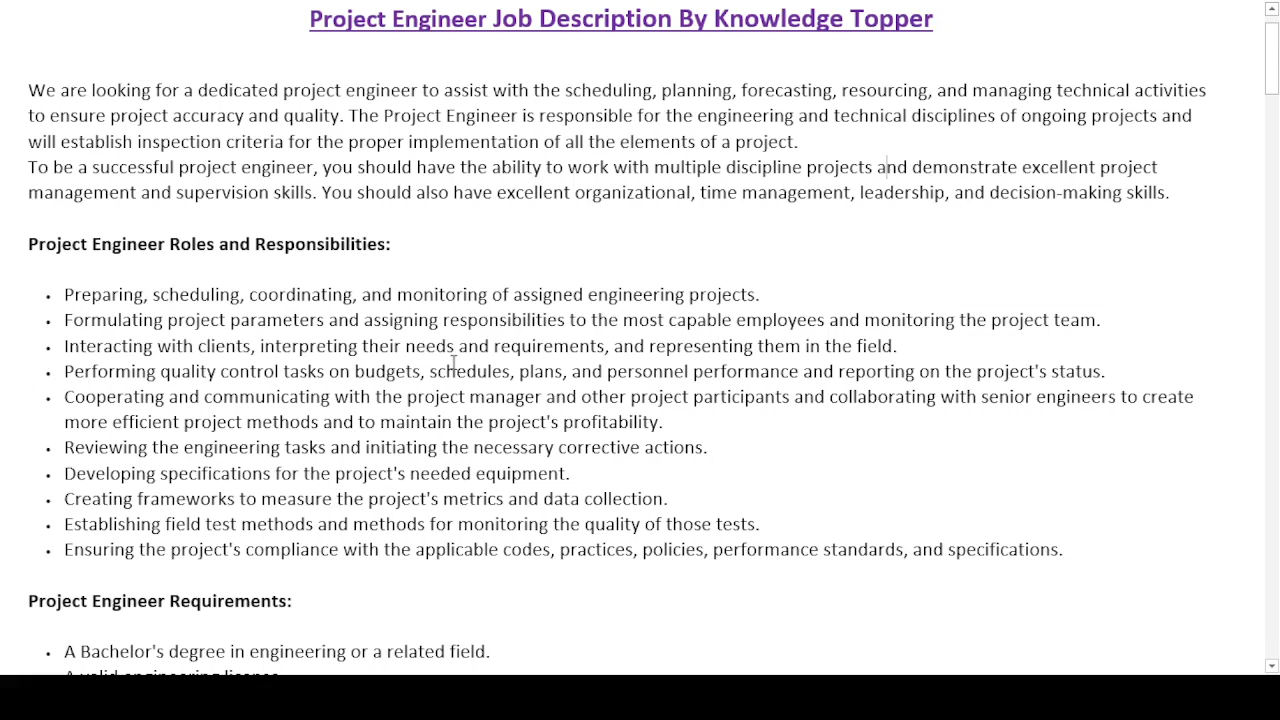 Project Engineer Job Description By Knowledge Topper
We are looking for a dedicated project engineer to assist with the scheduling, planning, forecasting, resourcing, and managing technical activities
to ensure project accuracy and quality. The Project Engineer is responsible for the engineering and technical disciplines of ongoing projects and
will establish inspection criteria for the proper implementation of all the elements of a project.
To be a successful project engineer, you should have the ability to work with multiple discipline projects and demonstrate excellent project
management and supervision skills. You should also have excellent organizational, time management, leadership, and decision-making skills.
Project Engineer Roles and Responsibilities:
• Preparing, scheduling, coordinating, and monitoring of assigned engineering projects.
• Formulating project parameters and assigning responsibilities to the most capable employees and monitoring the project team.
• Interacting with clients, interpreting their needs and requirements, and representing them in the field.
• Performing quality control tasks on budgets, schedules, plans, and personnel performance and reporting on the project's status.
• Cooperating and communicating with the project manager and other project participants and collaborating with senior engineers to create
more efficient project methods and to maintain the project's profitability.
• Reviewing the engineering tasks and initiating the necessary corrective actions.
• Developing specifications for the project's needed equipment.
• Creating frameworks to measure the project's metrics and data collection.
• Establishing field test methods and methods for monitoring the quality of those tests.
• Ensuring the project's compliance with the applicable codes, practices, policies, performance standards, and specifications.
Project Engineer Requirements:
• A Bachelor's degree in engineering or a related field.
• A valid engineering license.